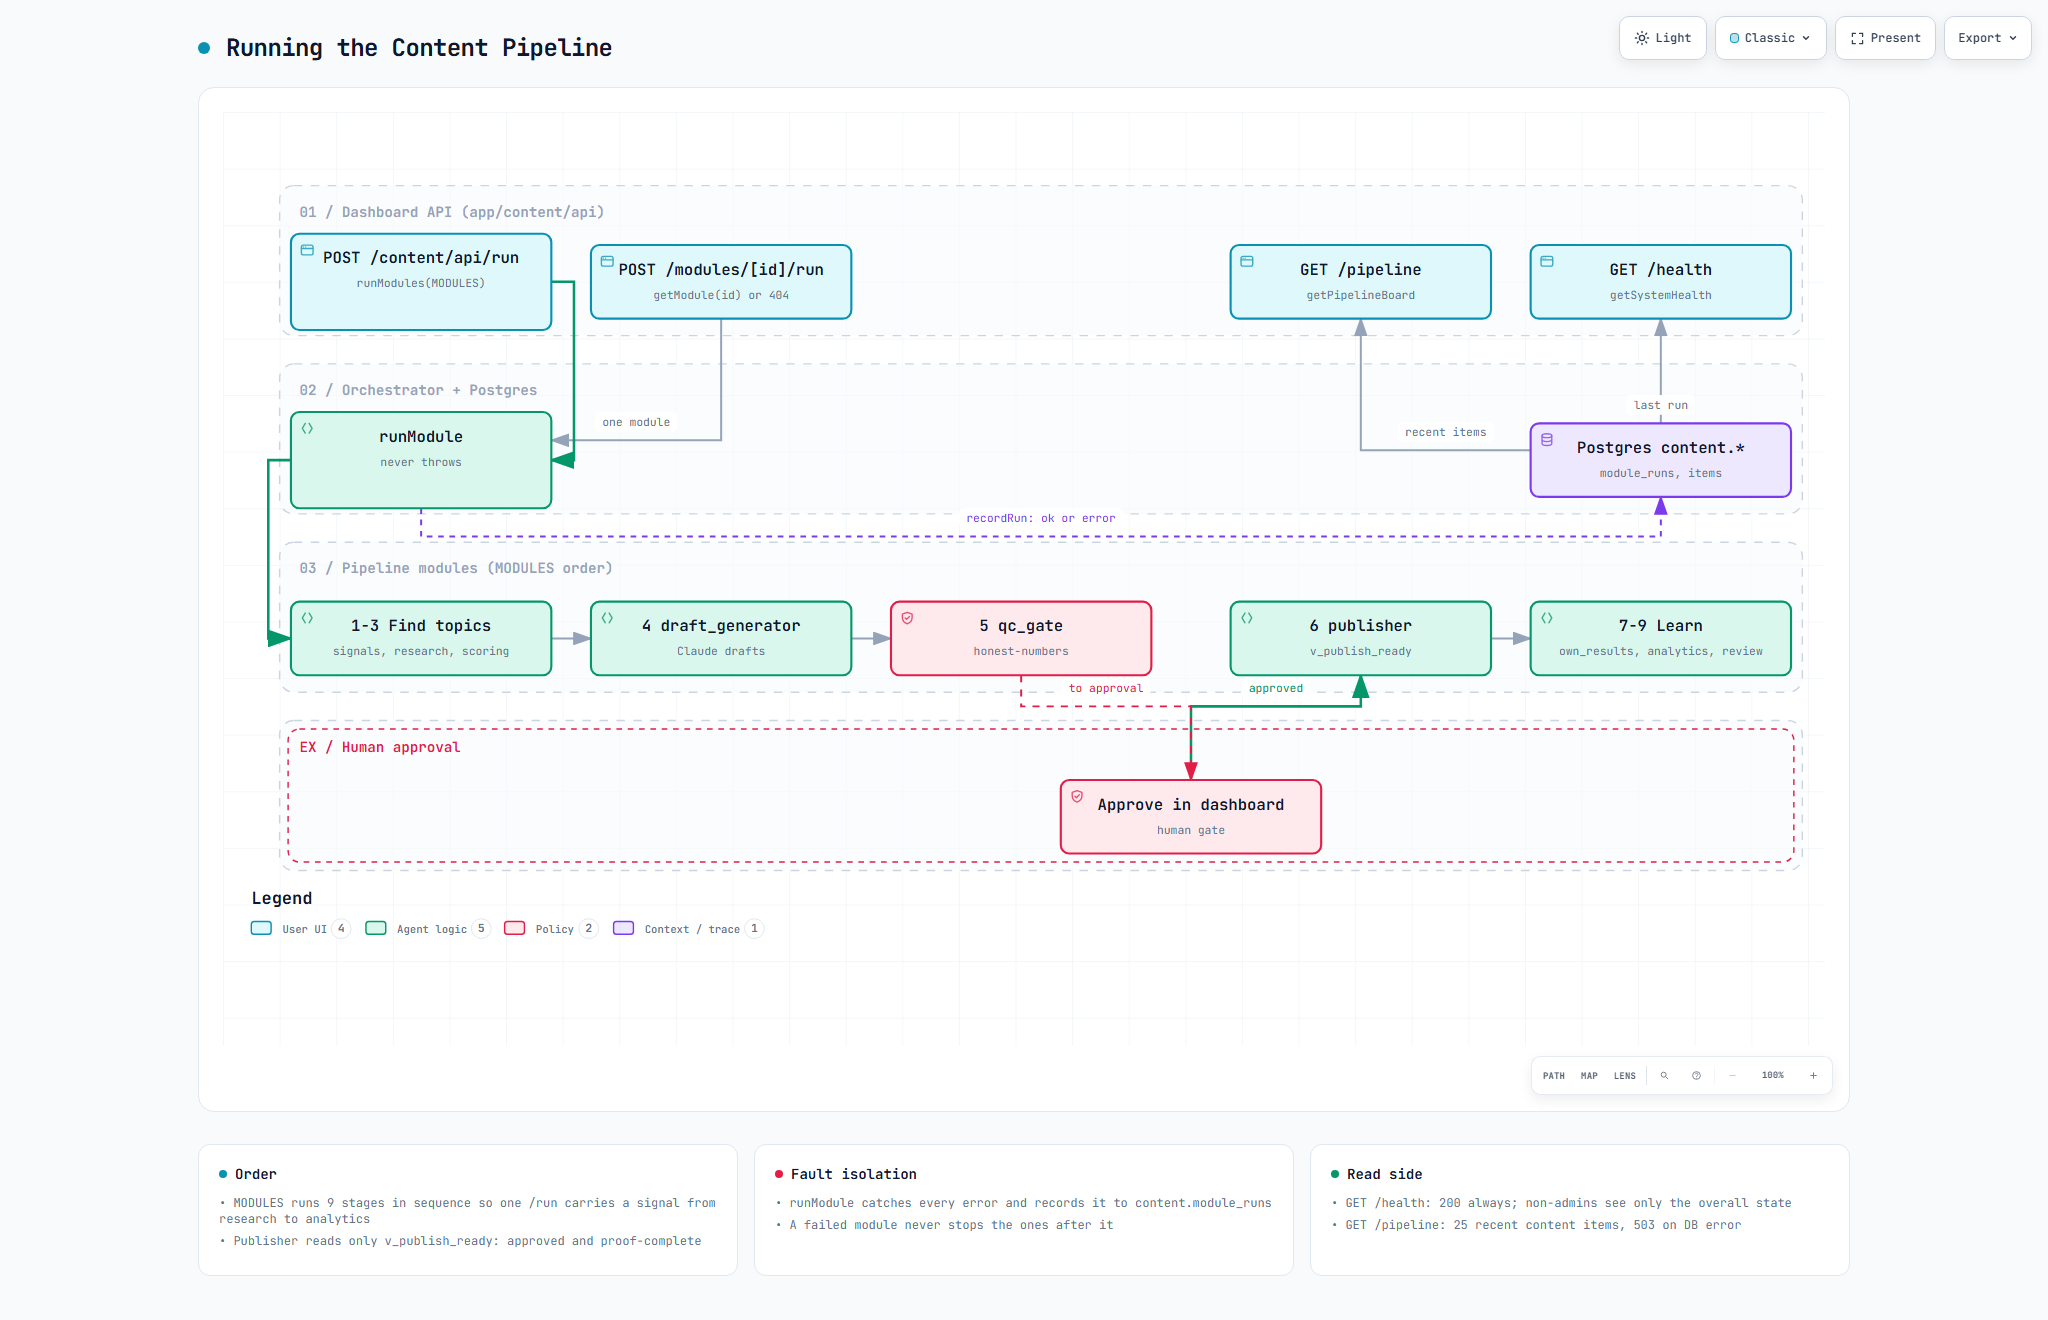 Running the Content Pipeline
Light
Classic
Present
Export
01 / Dashboard API (app/content/api)
POST /content/api/run
runModules(MODULES)
POST /modules/[id]/run
getModule(id) or 404
GET /pipeline
getPipelineBoard
GET /health
getSystemHealth
02 / Orchestrator + Postgres
runModule
never throws
one module
recent items
last run
Postgres content.*
module_runs, items
recordRun: ok or error
03 / Pipeline modules (MODULES order)
1-3 Find topics
signals, research, scoring
4 draft_generator
Claude drafts
5 qc_gate
honest-numbers
6 publisher
v_publish_ready
7-9 Learn
own_results, analytics, review
to approval
approved
EX / Human approval
Approve in dashboard
human gate
Legend
User UI 4
Agent logic 5
Policy 2
Context / trace 1
PATH MAP LENS
100%
Order
• MODULES runs 9 stages in sequence so one /run carries a signal from
research to analytics
• Publisher reads only v_publish_ready: approved and proof-complete
Fault isolation
• runModule catches every error and records it to content.module_runs
• A failed module never stops the ones after it
Read side
• GET /health: 200 always; non-admins see only the overall state
• GET /pipeline: 25 recent content items, 503 on DB error